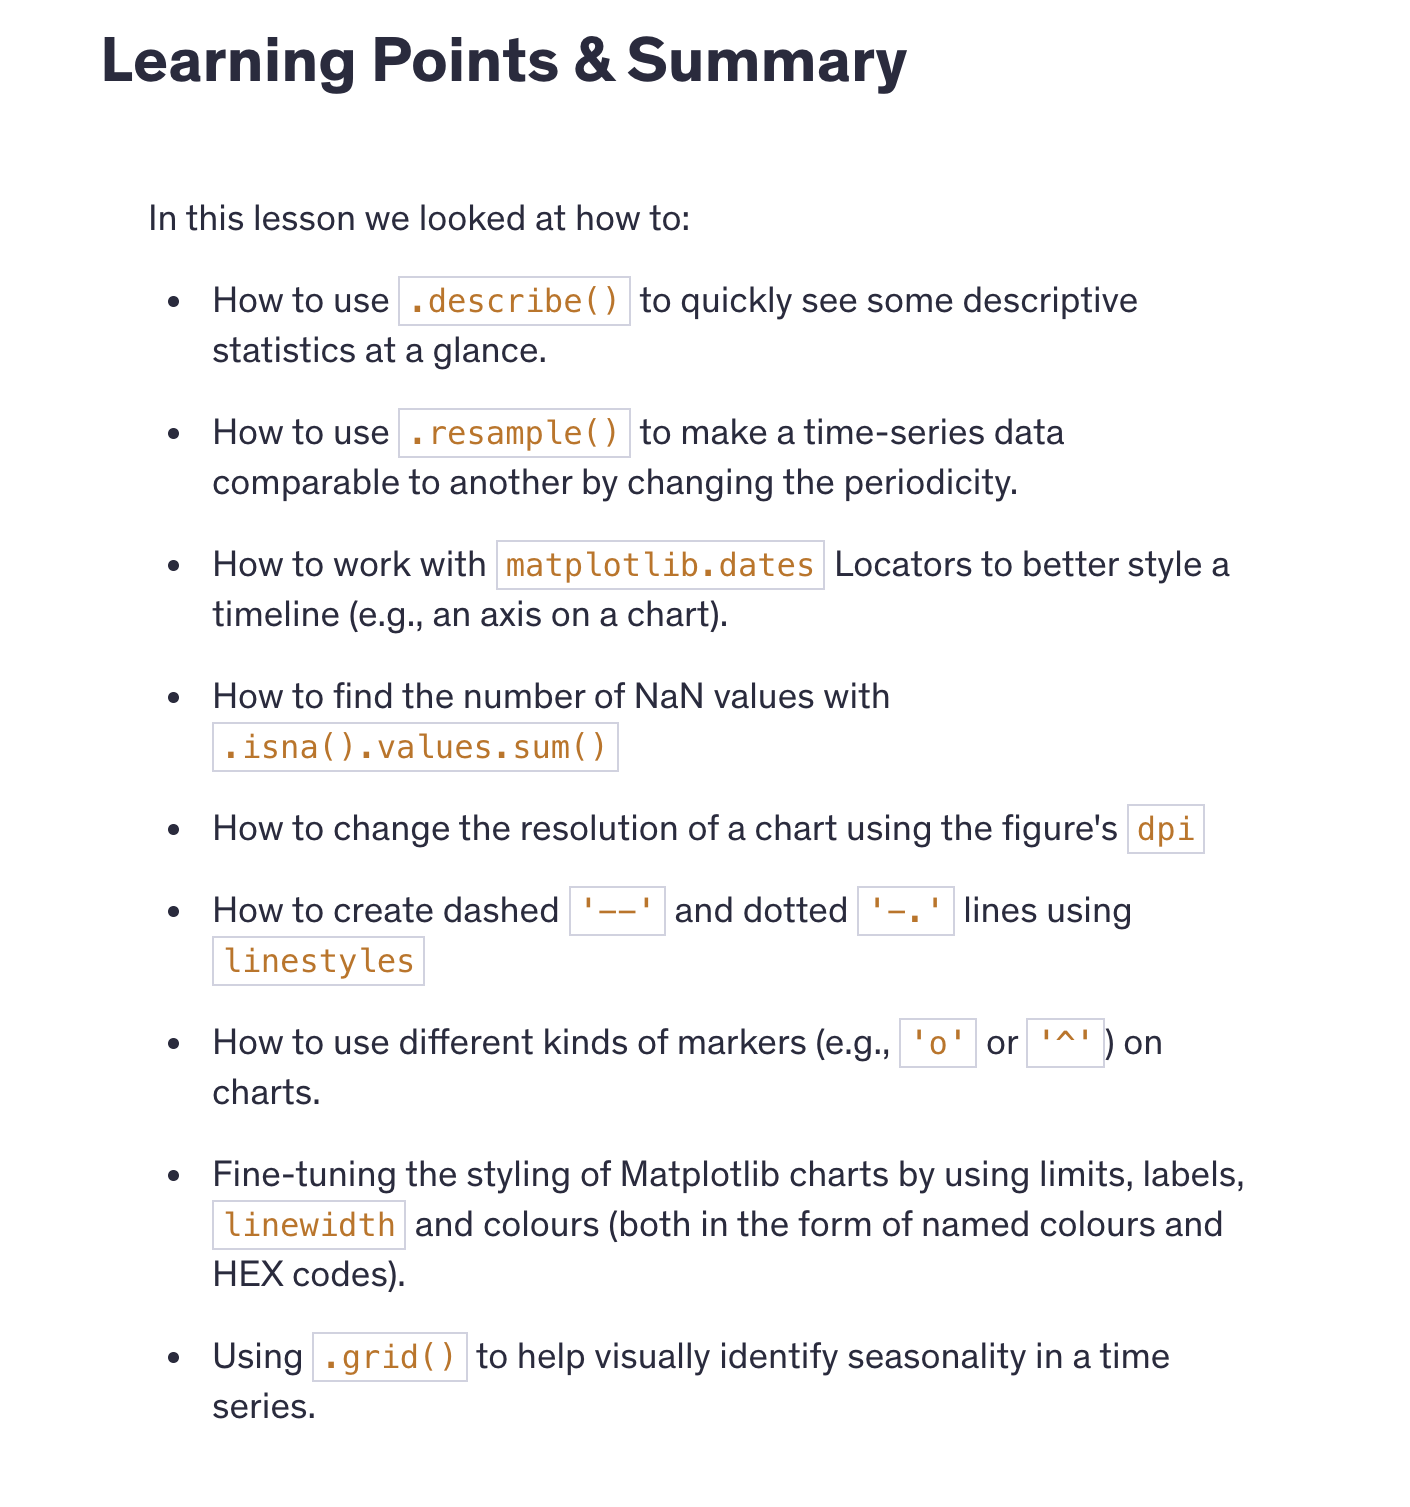 Learning Points & Summary
In this lesson we looked at how to:
• How to use .describe() to quickly see some descriptive
statistics at a glance.
• How to use .resample() to make a time-series data
comparable to another by changing the periodicity.
• How to work with matplotlib.dates Locators to better style a
timeline (e.g., an axis on a chart).
• How to find the number of NaN values with
.isna().values.sum()
• How to change the resolution of a chart using the figure's dpi
• How to create dashed '--' and dotted '-.' lines using
linestyles
• How to use different kinds of markers (e.g., 'o' or '^') on
charts.
• Fine-tuning the styling of Matplotlib charts by using limits, labels,
linewidth and colours (both in the form of named colours and
HEX codes).
• Using .grid() to help visually identify seasonality in a time
series.